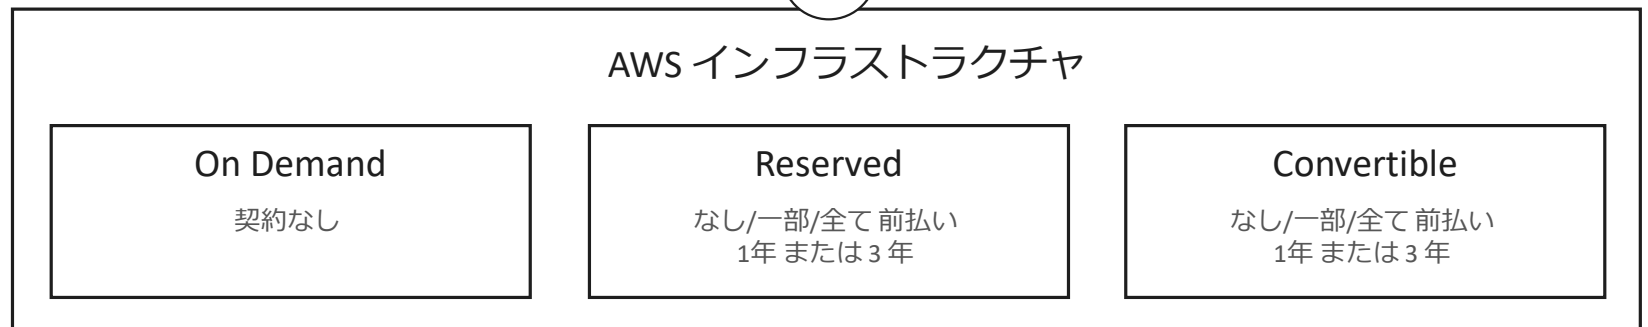 AWS インフラストラクチャ
On Demand
契約なし
Reserved
なし/一部/全て 前払い
1年 または 3 年
Convertible
なし/一部/全て 前払い
1年 または 3 年